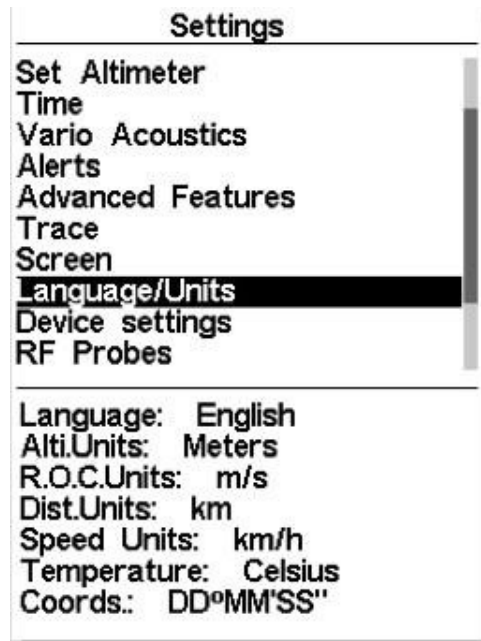 Settings
Set Altimeter
Time
Vario Acoustics
Alerts
Advanced Features
Trace
Screen
Language/Units
Device settings
RF Probes
Language: English
Alti.Units: Meters
R.O.C.Units: m/s
Dist.Units: km
Speed Units: km/h
Temperature: Celsius
Coords.: DDºMM'SS''